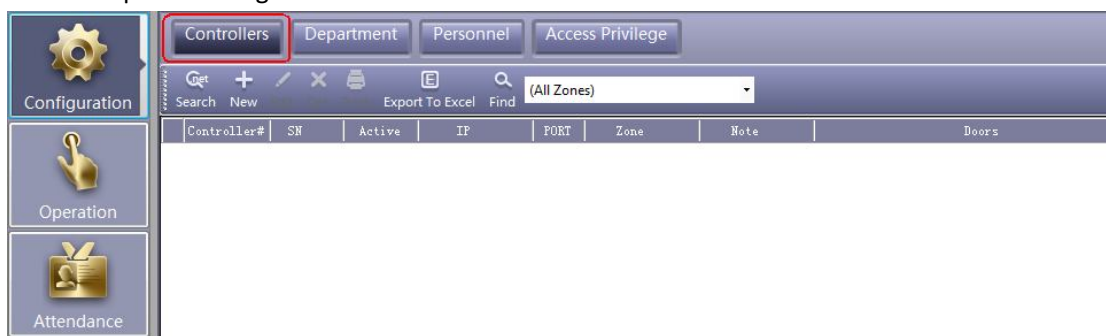 Controllers Department Personnel Access Privilege
Search New Export To Excel Find (All Zones)
Controller# SN Active IP PORT Zone Note Doors
Configuration
Operation
Attendance